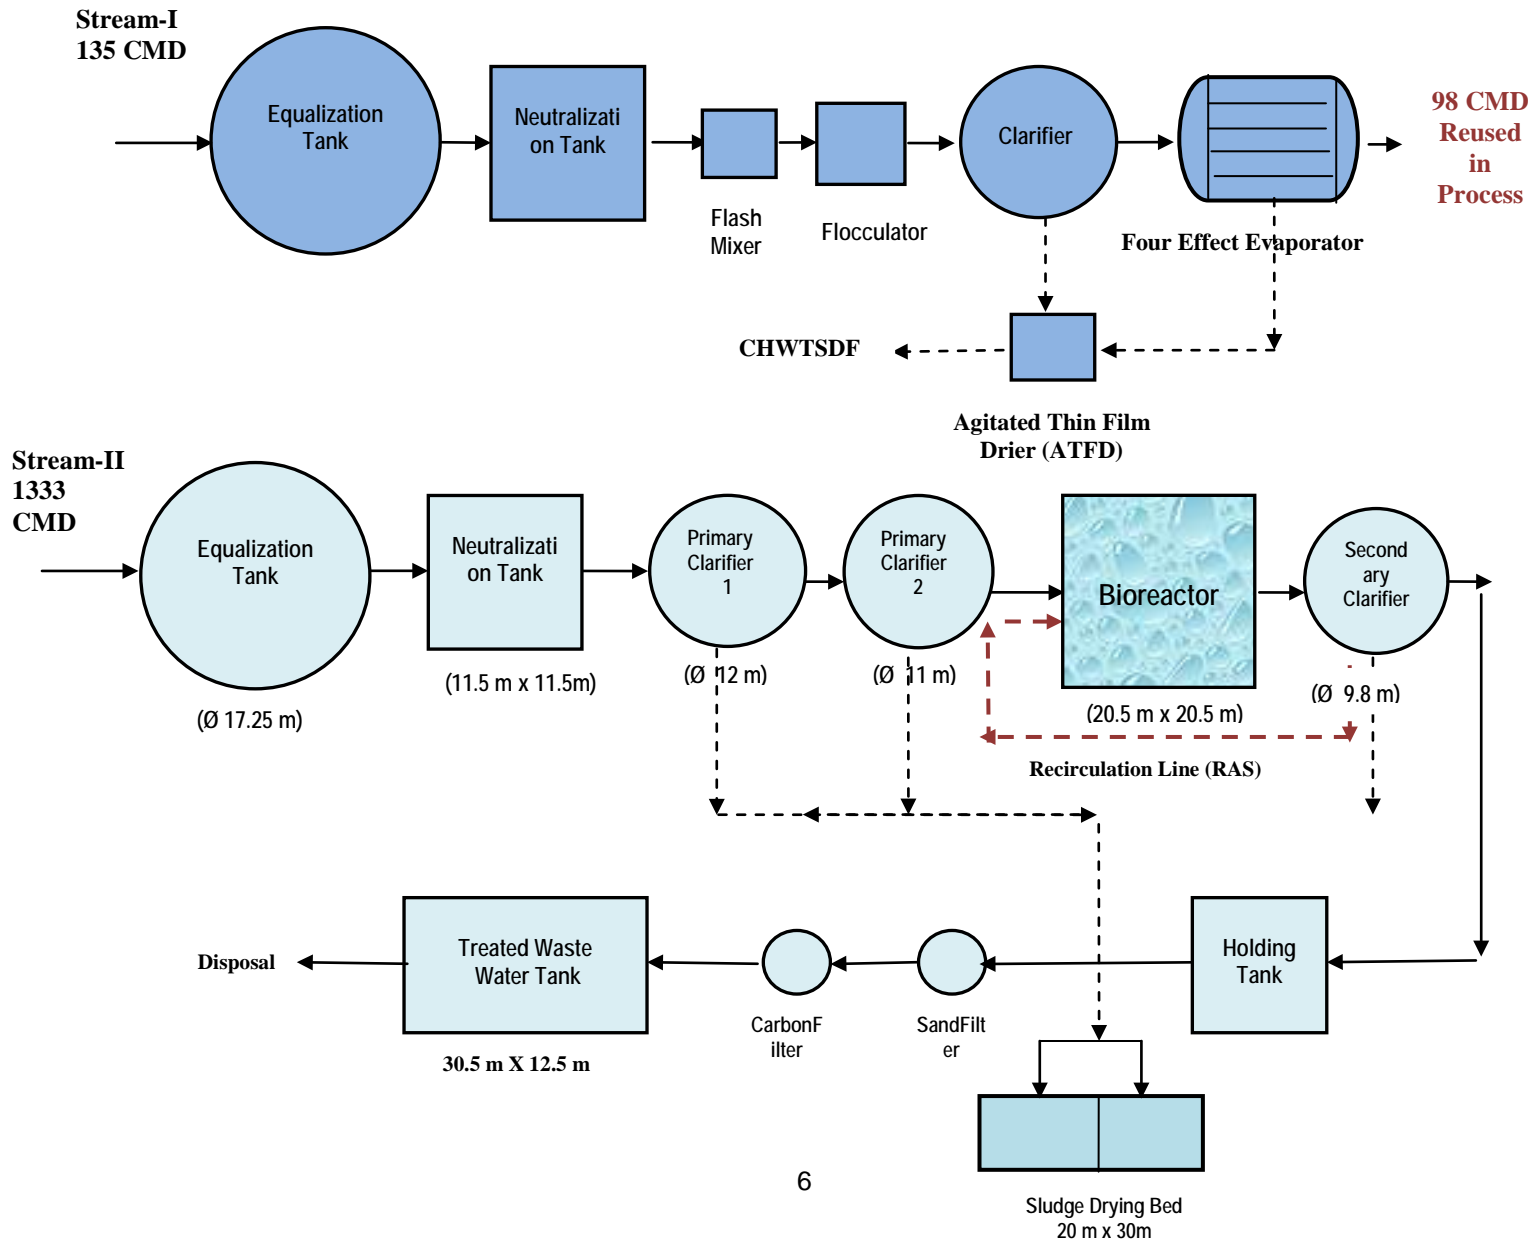 Stream-I
135 CMD
Equalization
Tank
Neutralizati
on Tank
Flash
Mixer
Flocculator
Clarifier
Four Effect Evaporator
98 CMD
Reused
in
Process
CHWTSDF
Agitated Thin Film
Drier (ATFD)
Stream-II
1333
CMD
Equalization
Tank
(Ø 17.25 m)
Neutralizati
on Tank
(11.5 m x 11.5m)
Primary
Clarifier
1
(Ø 12 m)
Primary
Clarifier
2
(Ø 11 m)
Bioreactor
(20.5 m x 20.5 m)
Second
ary
Clarifier
(Ø 9.8 m)
Recirculation Line (RAS)
Disposal
Treated Waste
Water Tank
30.5 m X 12.5 m
CarbonF
ilter
SandFilt
er
Holding
Tank
Sludge Drying Bed
20 m x 30m
6